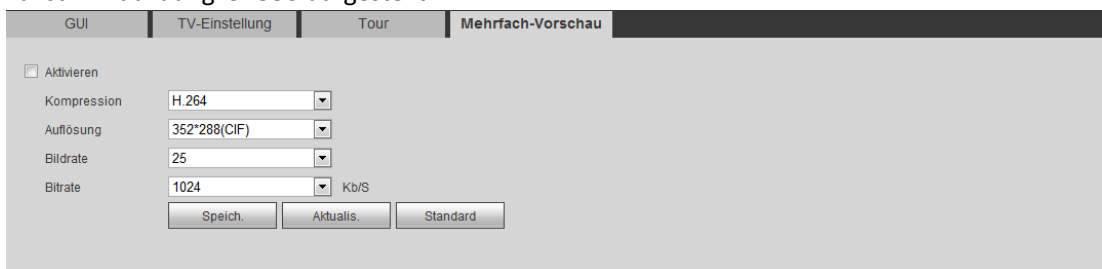 GUI TV-Einstellung Tour Mehrfach-Vorschau
Aktivieren
Kompression H.264
Auflösung 352*288(CIF)
Bildrate 25
Bitrate 1024 Kb/S
Speich. Aktualis. Standard